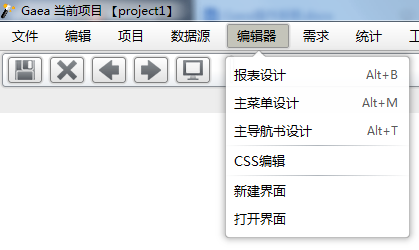 Gaea 当前项目 【project1】
文件 编辑 项目 数据源 编辑器 需求 统计
报表设计 Alt+B
主菜单设计 Alt+M
主导航书设计 Alt+T
CSS编辑
新建界面
打开界面